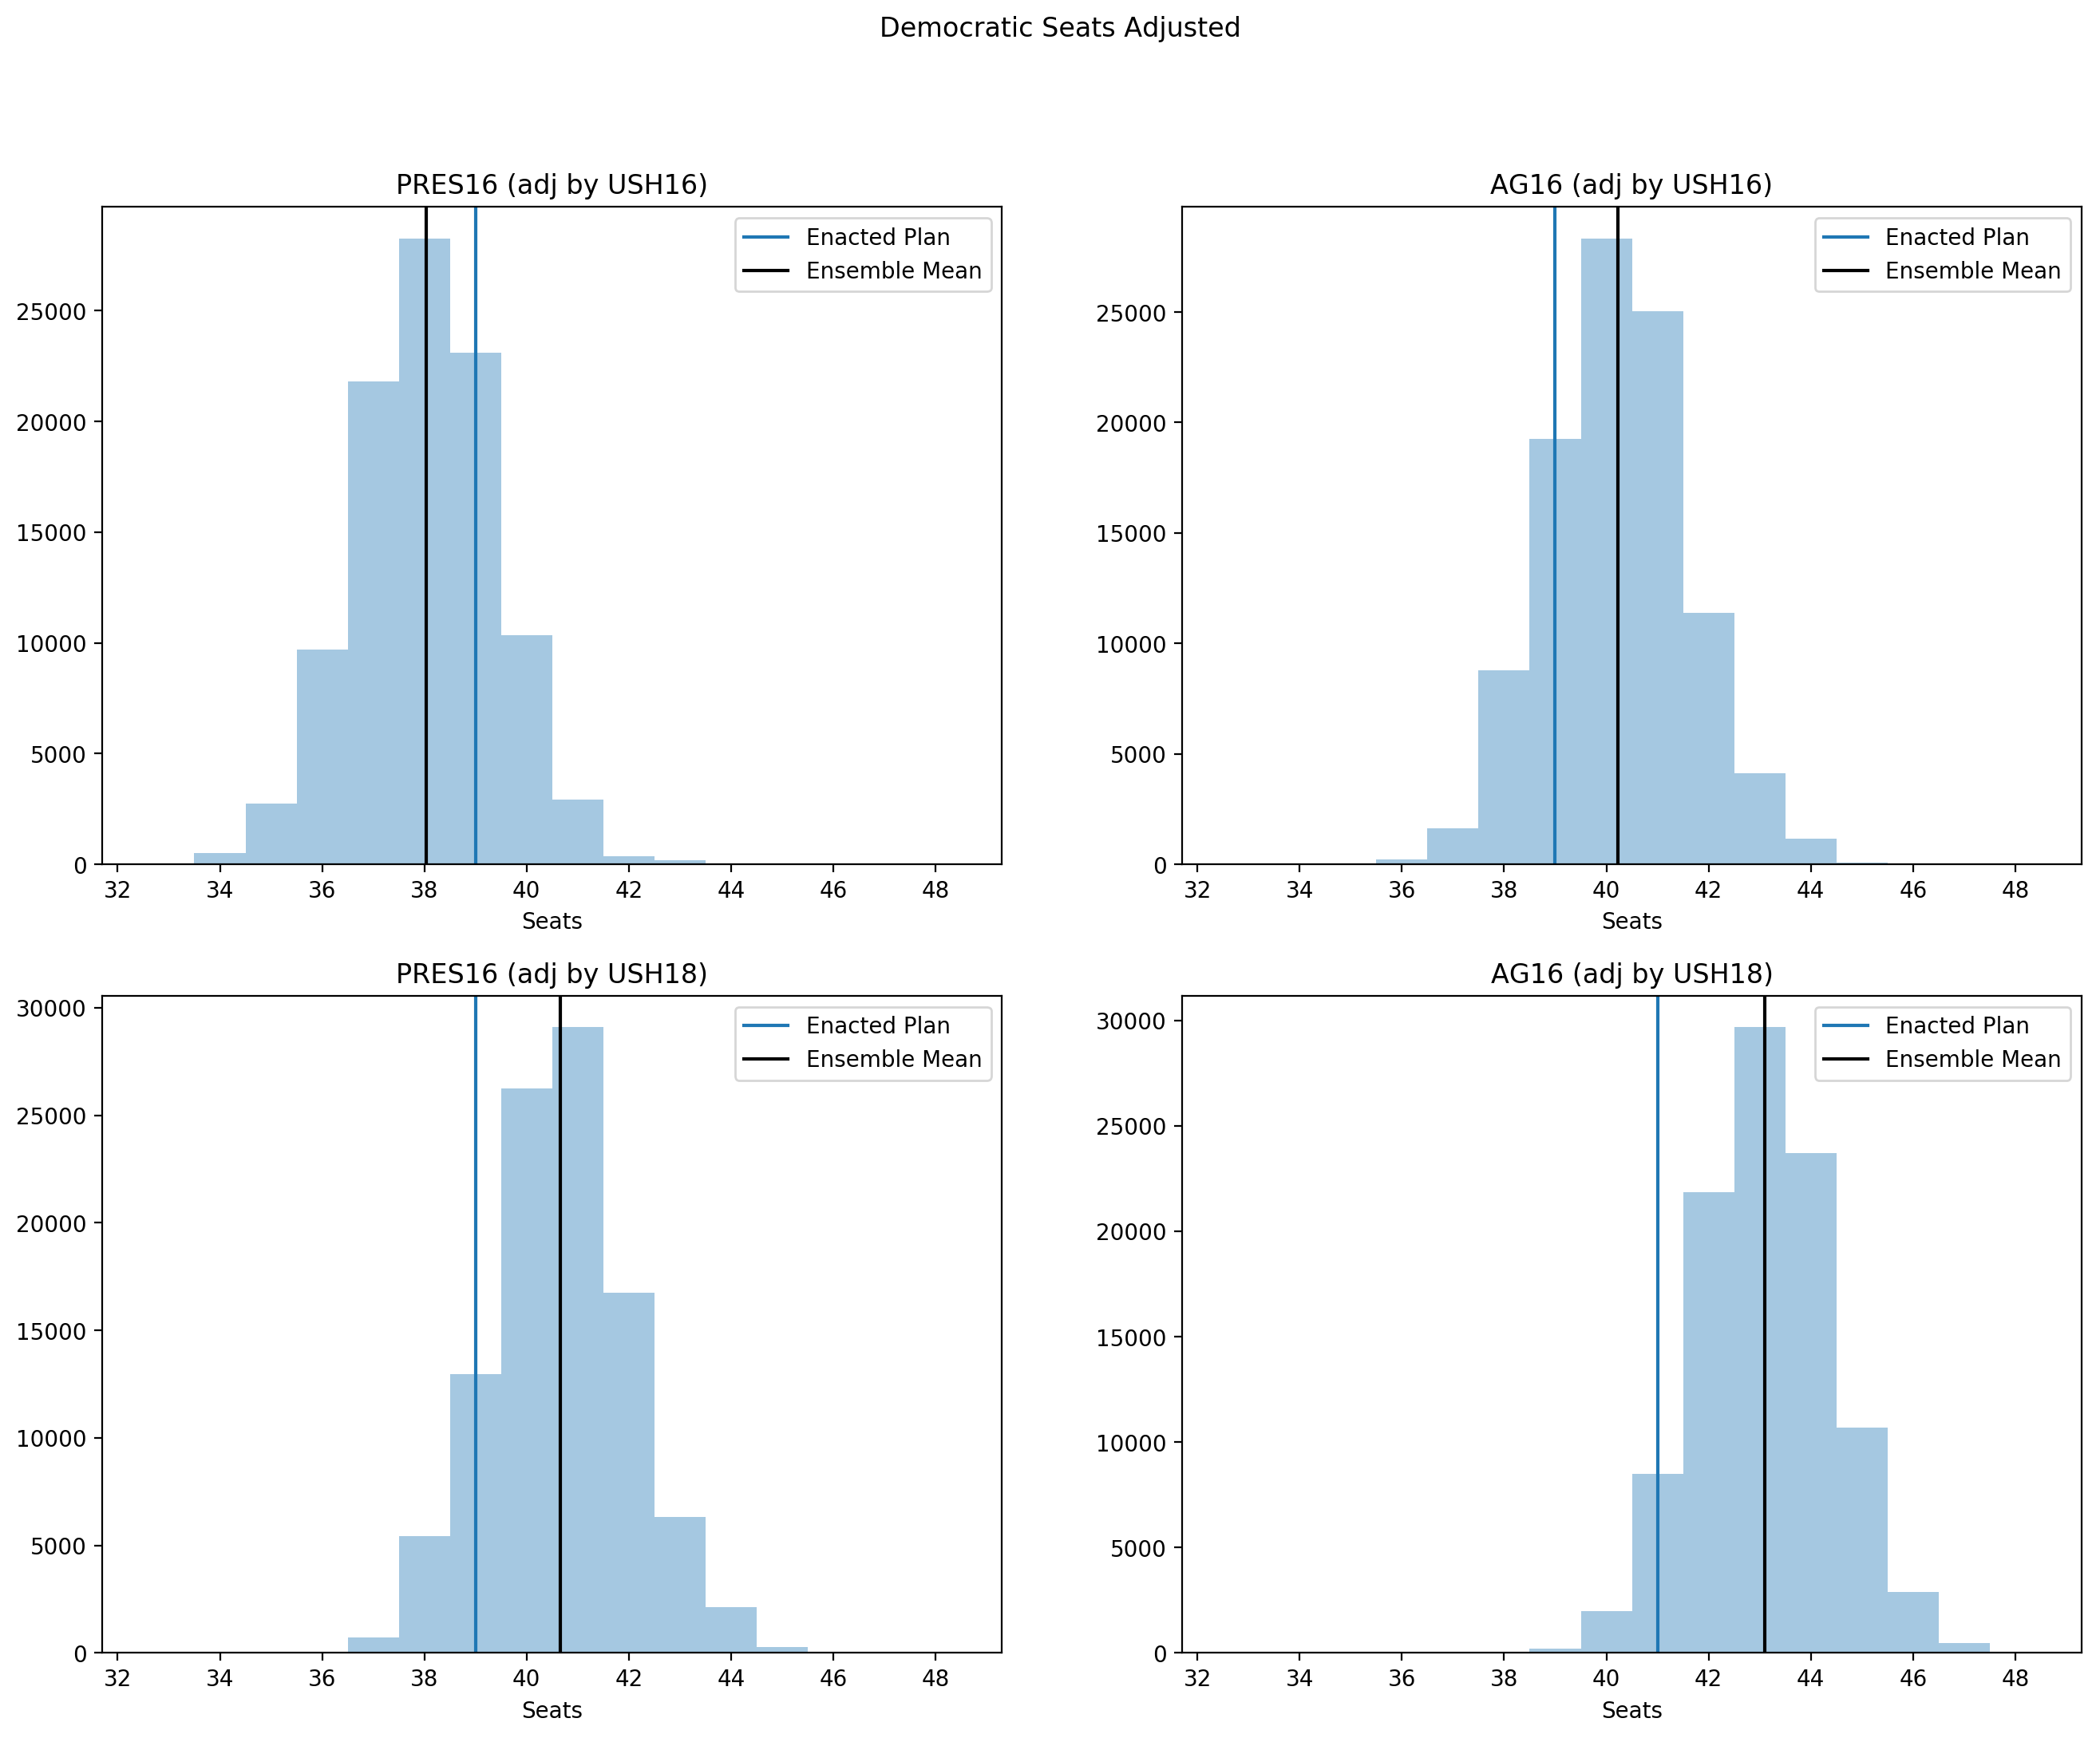 Democratic Seats Adjusted
PRES16 (adj by USH16)
Enacted Plan
Ensemble Mean
25000
20000
15000
10000
5000
0
32 34 36 38 40 42 44 46 48
Seats
AG16 (adj by USH16)
Enacted Plan
Ensemble Mean
25000
20000
15000
10000
5000
0
32 34 36 38 40 42 44 46 48
Seats
PRES16 (adj by USH18)
Enacted Plan
Ensemble Mean
30000
25000
20000
15000
10000
5000
0
32 34 36 38 40 42 44 46 48
Seats
AG16 (adj by USH18)
Enacted Plan
Ensemble Mean
30000
25000
20000
15000
10000
5000
0
32 34 36 38 40 42 44 46 48
Seats